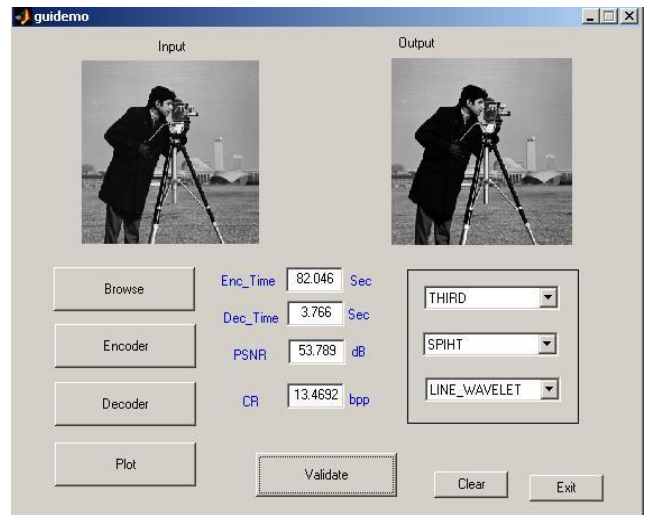 guidemo
Input
Output
Browse
Enc_Time 82.046 Sec
THIRD
Dec_Time 3.766 Sec
Encoder
PSNR 53.789 dB
SPIHT
Decoder
CR 13.4692 bpp
LINE_WAVELET
Plot
Validate
Clear
Exit